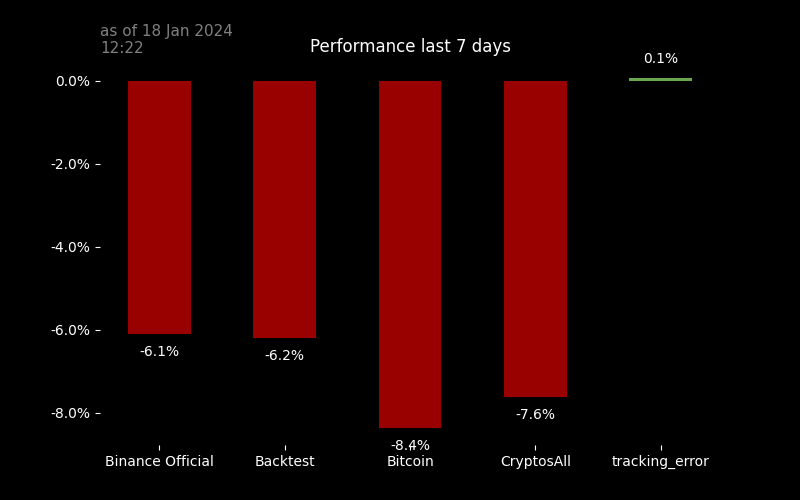 as of 18 Jan 2024
12:22
Performance last 7 days
0.1%
0.0%
-2.0%
-4.0%
-6.0%
-8.0%
-6.1%
-6.2%
-8.4%
-7.6%
Binance Official
Backtest
Bitcoin
CryptosAll
tracking_error